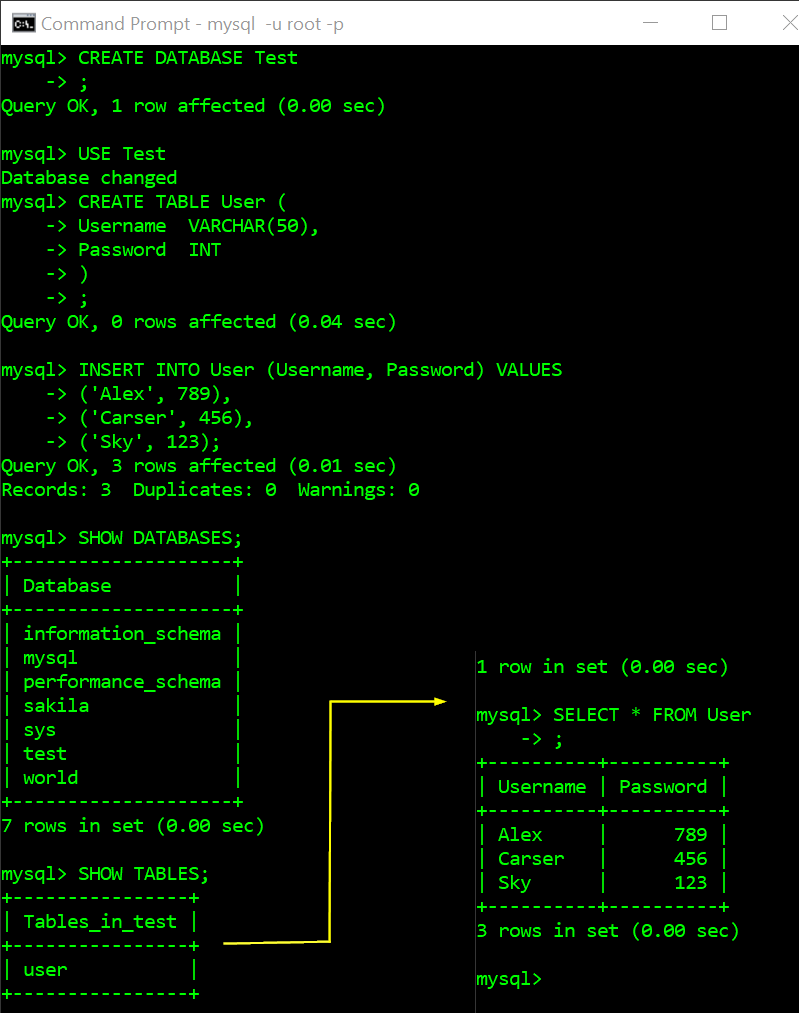 Command Prompt - mysql  -u root -p
mysql> CREATE DATABASE Test
    -> ;
Query OK, 1 row affected (0.00 sec)
mysql> USE Test
Database changed
mysql> CREATE TABLE User (
    -> Username  VARCHAR(50),
    -> Password  INT
    -> )
    -> ;
Query OK, 0 rows affected (0.04 sec)
mysql> INSERT INTO User (Username, Password) VALUES
    -> ('Alex', 789),
    -> ('Carser', 456),
    -> ('Sky', 123);
Query OK, 3 rows affected (0.01 sec)
Records: 3  Duplicates: 0  Warnings: 0
mysql> SHOW DATABASES;
+--------------------+
| Database           |
+--------------------+
| information_schema |
| mysql              |
| performance_schema |
| sakila             |
| sys                |
| test               |
| world              |
+--------------------+
7 rows in set (0.00 sec)
mysql> SHOW TABLES;
+----------------+
| Tables_in_test |
+----------------+
| user           |
+----------------+
1 row in set (0.00 sec)
mysql> SELECT * FROM User
    -> ;
+----------+----------+
| Username | Password |
+----------+----------+
| Alex     |      789 |
| Carser   |      456 |
| Sky      |      123 |
+----------+----------+
3 rows in set (0.00 sec)
mysql>